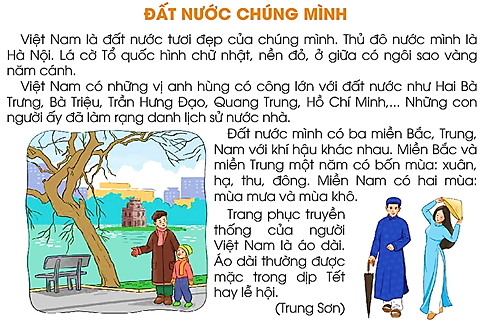 ĐẤT NƯỚC CHÚNG MÌNH
Việt Nam là đất nước tươi đẹp của chúng mình. Thủ đô nước mình là
Hà Nội. Lá cờ Tổ quốc hình chữ nhật, nền đỏ, ở giữa có ngôi sao vàng
năm cánh.
Việt Nam có những vị anh hùng có công lớn với đất nước như Hai Bà
Trưng, Bà Triệu, Trần Hưng Đạo, Quang Trung, Hồ Chí Minh,... Những con
người ấy đã làm rạng danh lịch sử nước nhà.
Đất nước mình có ba miền Bắc, Trung,
Nam với khí hậu khác nhau. Miền Bắc và
miền Trung một năm có bốn mùa: xuân,
hạ, thu, đông. Miền Nam có hai mùa:
mùa mưa và mùa khô.
Trang phục truyền
thống của người
Việt Nam là áo dài.
Áo dài thường được
mặc trong dịp Tết
hay lễ hội.
(Trung Sơn)